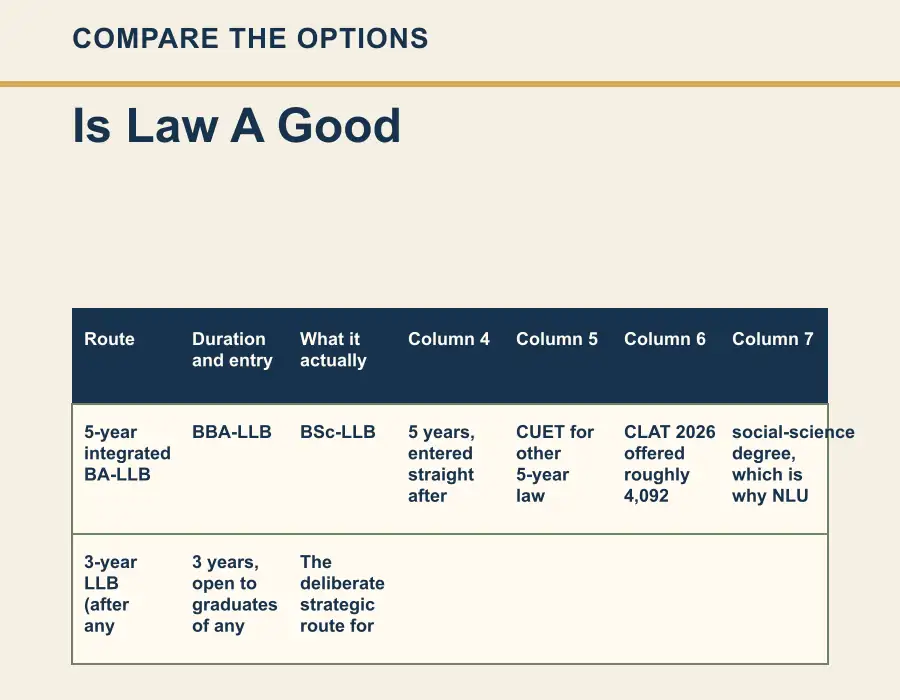 COMPARE THE OPTIONS
Is Law A Good
Route
Duration
and entry
What it
actually
Column 4
Column 5
Column 6
Column 7
5-year
integrated
BA-LLB
BBA-LLB
BSc-LLB
5 years,
entered
straight
after
CUET for
other
5-year
law
CLAT 2026
offered
roughly
4,092
social-science
degree,
which is
why NLU
3-year
LLB
(after
any
3 years,
open to
graduates
of any
The
deliberate
strategic
route for